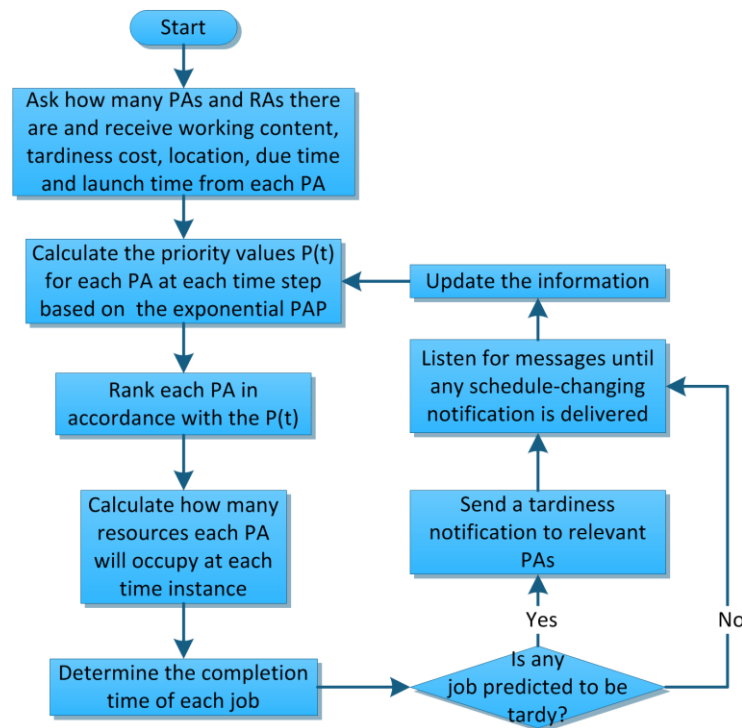 Start
Ask how many PAs and RAs there
are and receive working content,
tardiness cost, location, due time
and launch time from each PA
Calculate the priority values P(t)
for each PA at each time step
based on the exponential PAP
Rank each PA in
accordance with the P(t)
Calculate how many
resources each PA
will occupy at each
time instance
Determine the completion
time of each job
Is any
job predicted to be
tardy?
Yes
No
Send a tardiness
notification to relevant
PAs
Listen for messages until
any schedule-changing
notification is delivered
Update the information